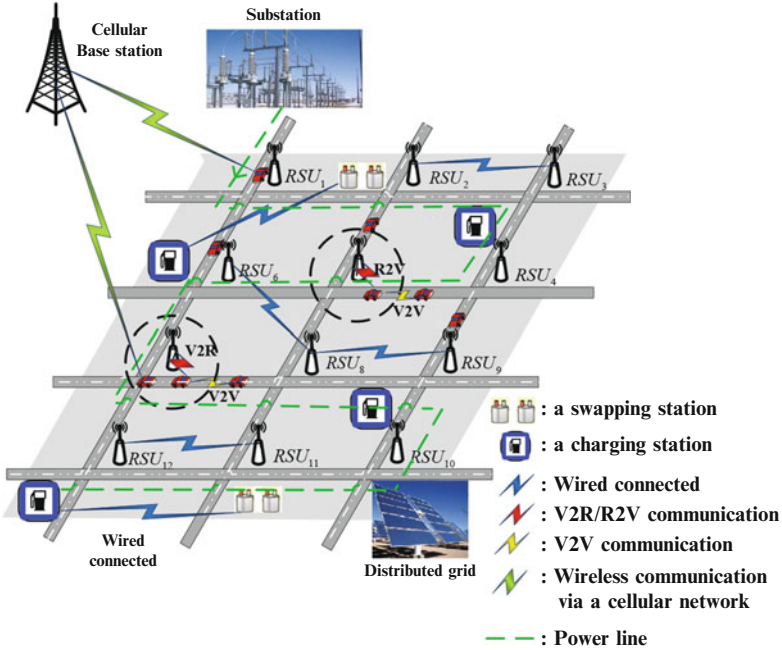 Cellular
Base station
Substation
RSU1
RSU2
RSU3
RSU6
R2V
RSU4
V2V
V2R
RSU8
RSU9
V2V
RSU12
RSU11
RSU10
Wired
connected
Distributed grid
: a swapping station
: a charging station
: Wired connected
: V2R/R2V communication
: V2V communication
: Wireless communication
via a cellular network
: Power line